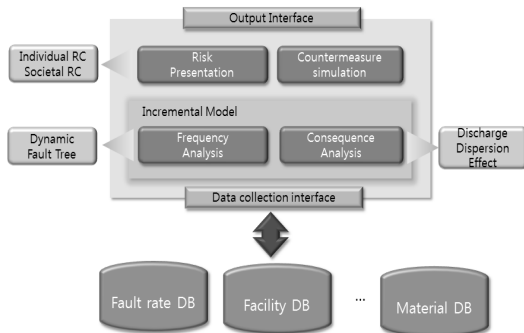 Output Interface
Individual RC
Societal RC
Risk
Presentation
Countermeasure
simulation
Incremental Model
Dynamic
Fault Tree
Frequency
Analysis
Consequence
Analysis
Discharge
Dispersion
Effect
Data collection interface
Fault rate DB
Facility DB
...
Material DB